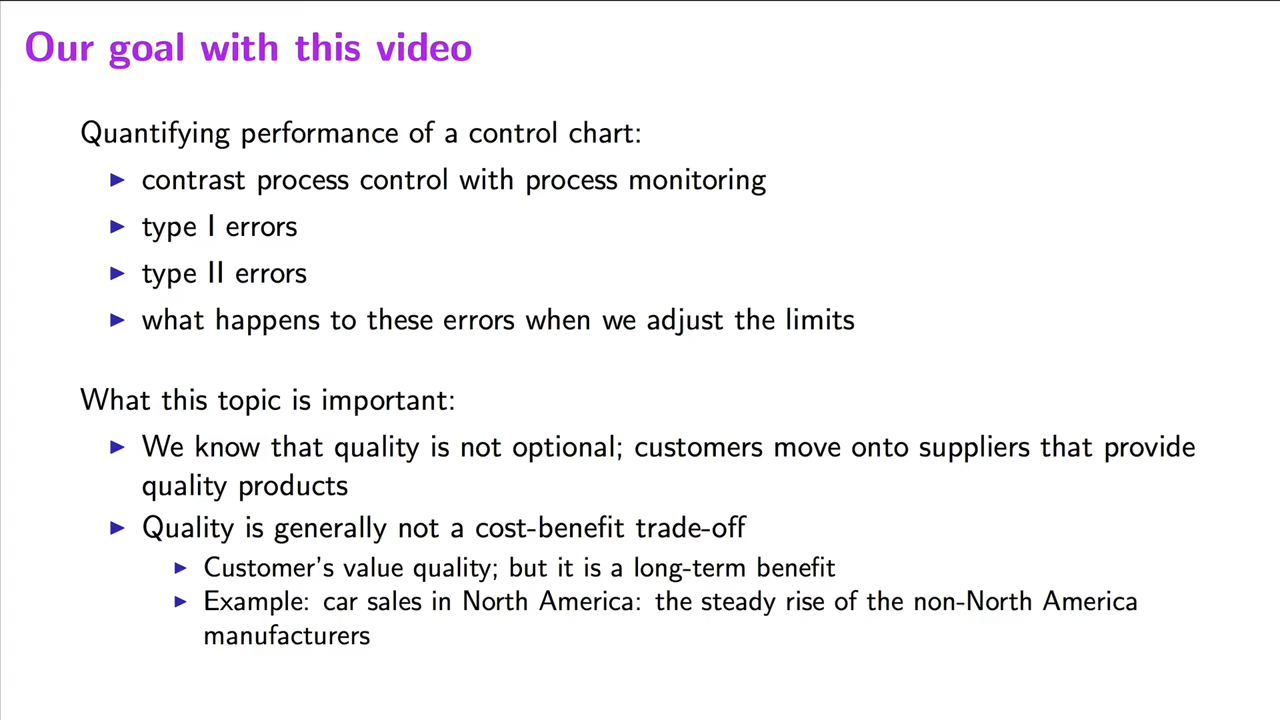 Our goal with this video
Quantifying performance of a control chart:
▶ contrast process control with process monitoring
▶ type I errors
▶ type II errors
▶ what happens to these errors when we adjust the limits
What this topic is important:
▶ We know that quality is not optional; customers move onto suppliers that provide
quality products
▶ Quality is generally not a cost-benefit trade-off
▶ Customer's value quality; but it is a long-term benefit
▶ Example: car sales in North America: the steady rise of the non-North America
manufacturers